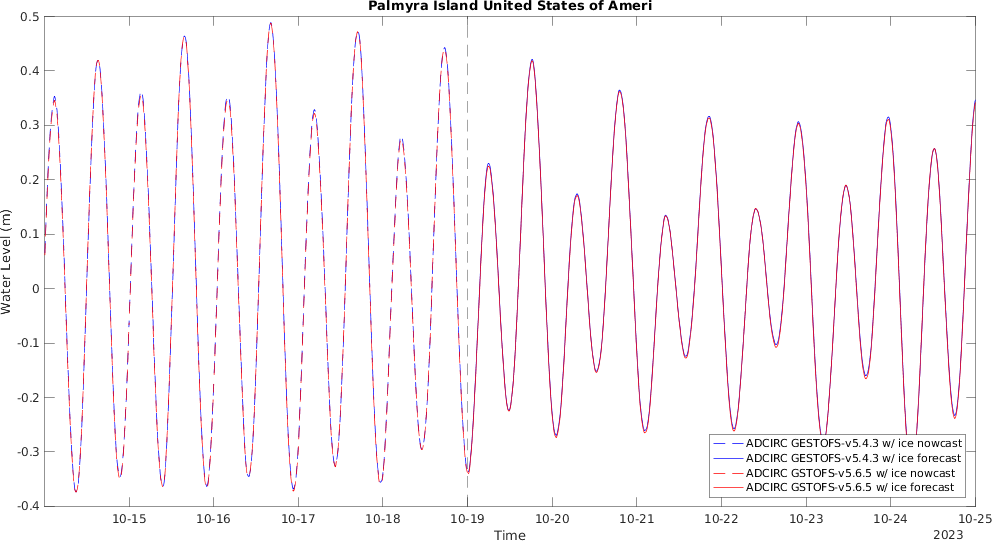 Palmyra Island United States of Ameri
Water Level (m)
0.5
0.4
0.3
0.2
0.1
0
-0.1
-0.2
-0.3
-0.4
ADCIRC GESTOFS-v5.4.3 w/ ice nowcast
ADCIRC GESTOFS-v5.4.3 w/ ice forecast
ADCIRC GSTOFS-v5.6.5 w/ ice nowcast
ADCIRC GSTOFS-v5.6.5 w/ ice forecast
10-15 10-16 10-17 10-18 10-19 10-20 10-21 10-22 10-23 10-24 10-25
Time
2023